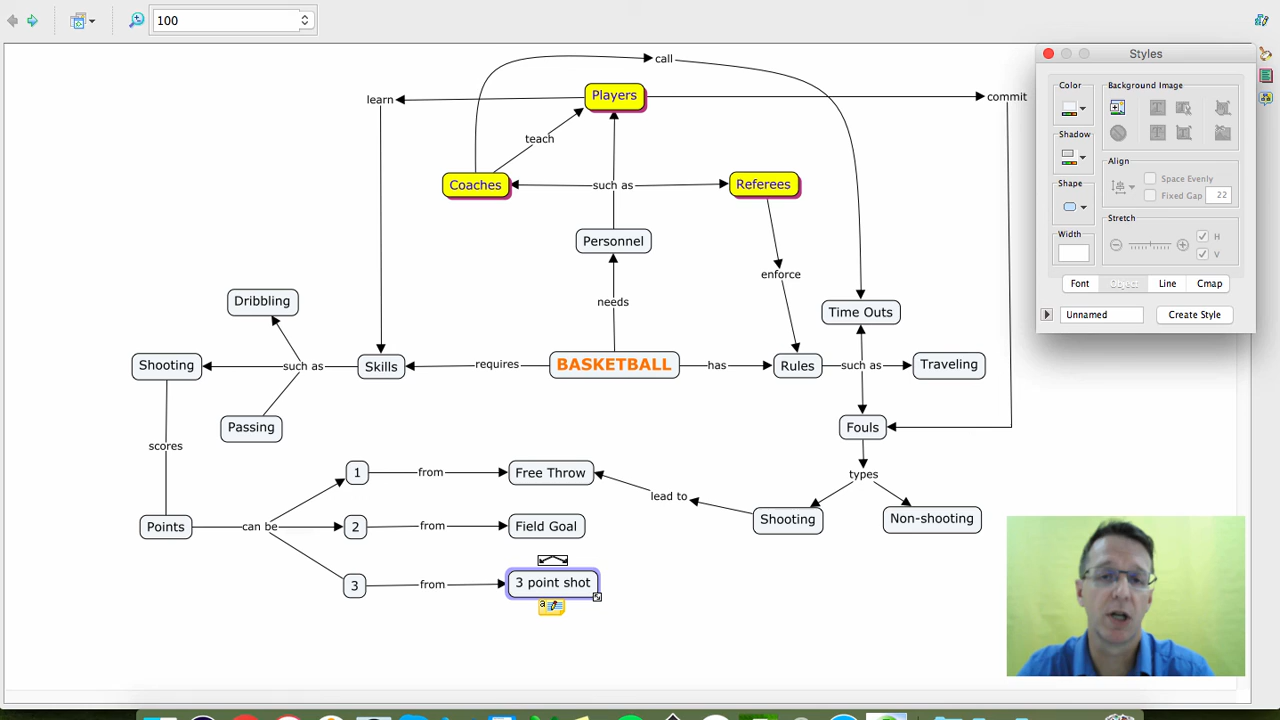 100
call
Styles
Color
Background Image
Players
learn
commit
Shadow
teach
Align
Space Evenly
Fixed Gap
22
Coaches
such as
Referees
Shape
Stretch
Width
H
V
Personnel
enforce
Font
Object
Line
Cmap
needs
Dribbling
Time Outs
Unnamed
Create Style
Shooting
such as
Skills
requires
BASKETBALL
has
Rules
such as
Traveling
Passing
Fouls
scores
1
from
Free Throw
types
lead to
Points
can be
2
from
Field Goal
Shooting
Non-shooting
3
from
3 point shot
a